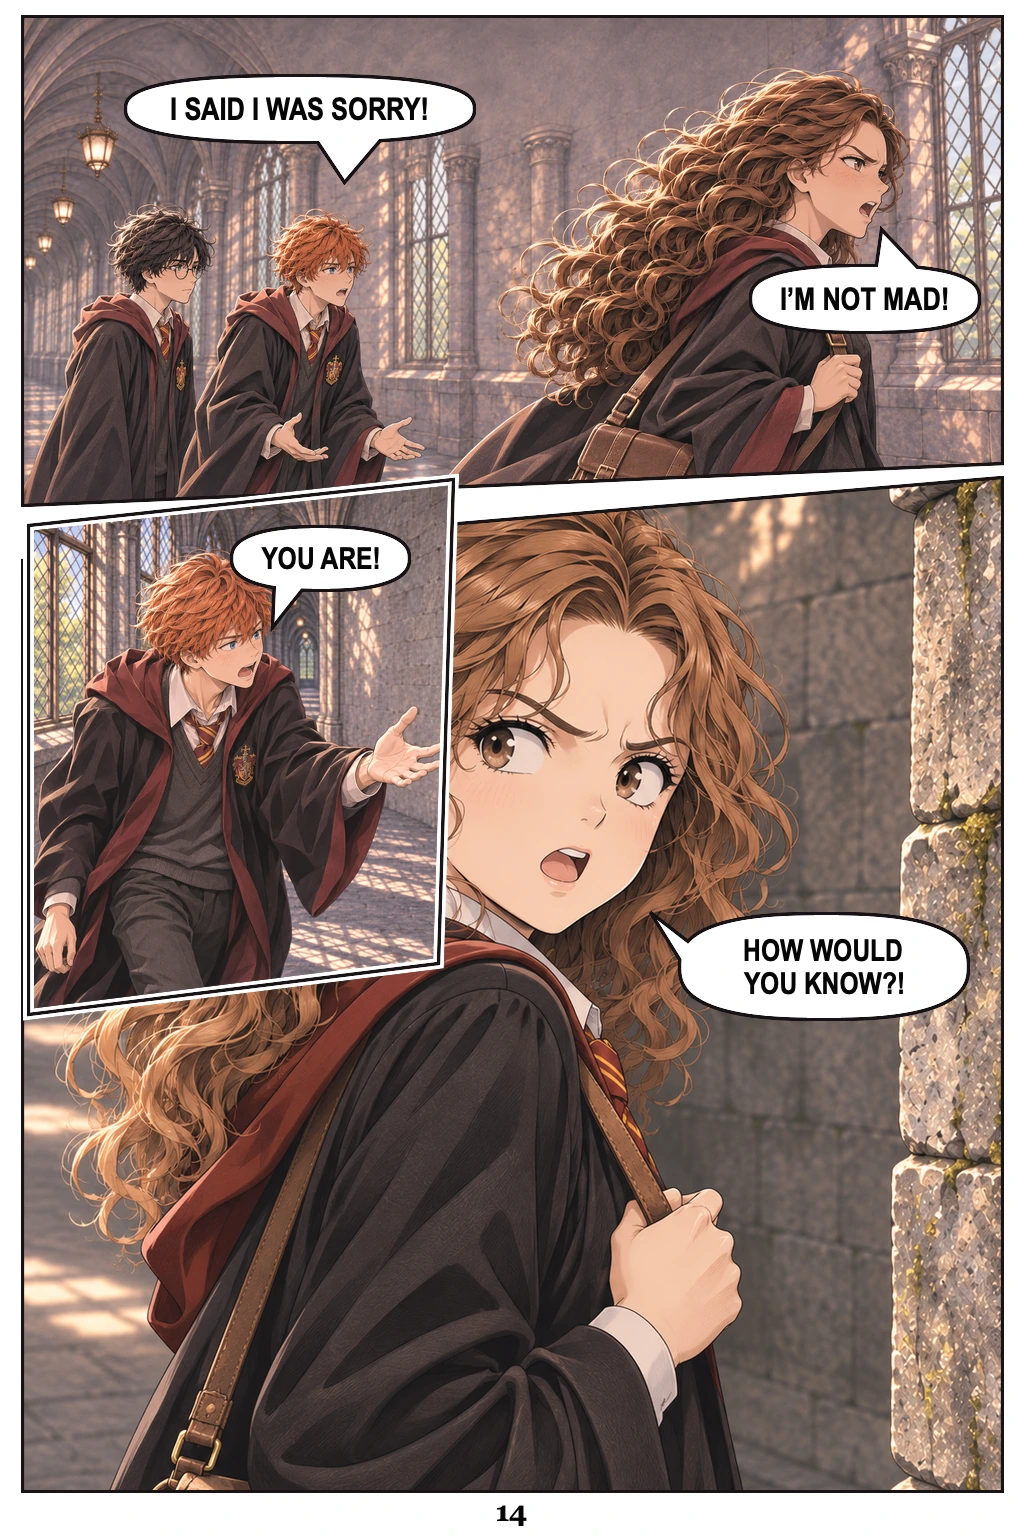 I SAID I WAS SORRY!
I'M NOT MAD!
YOU ARE!
HOW WOULD
YOU KNOW?!
14